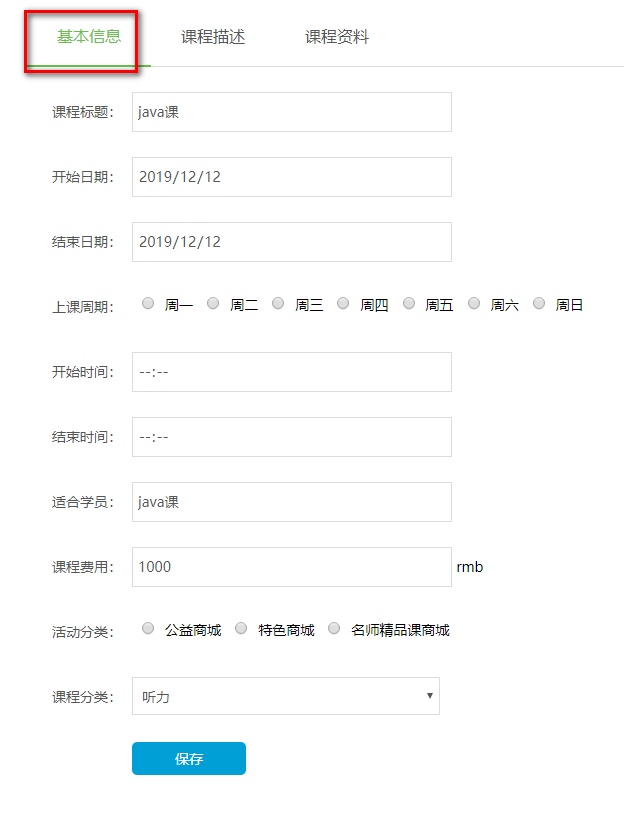 基本信息 课程描述 课程资料
课程标题： java课
开始日期： 2019/12/12
结束日期： 2019/12/12
上课周期： 周一 周二 周三 周四 周五 周六 周日
开始时间： --:--
结束时间： --:--
适合学员： java课
课程费用： 1000 rmb
活动分类： 公益商城 特色商城 名师精品课商城
课程分类： 听力
保存